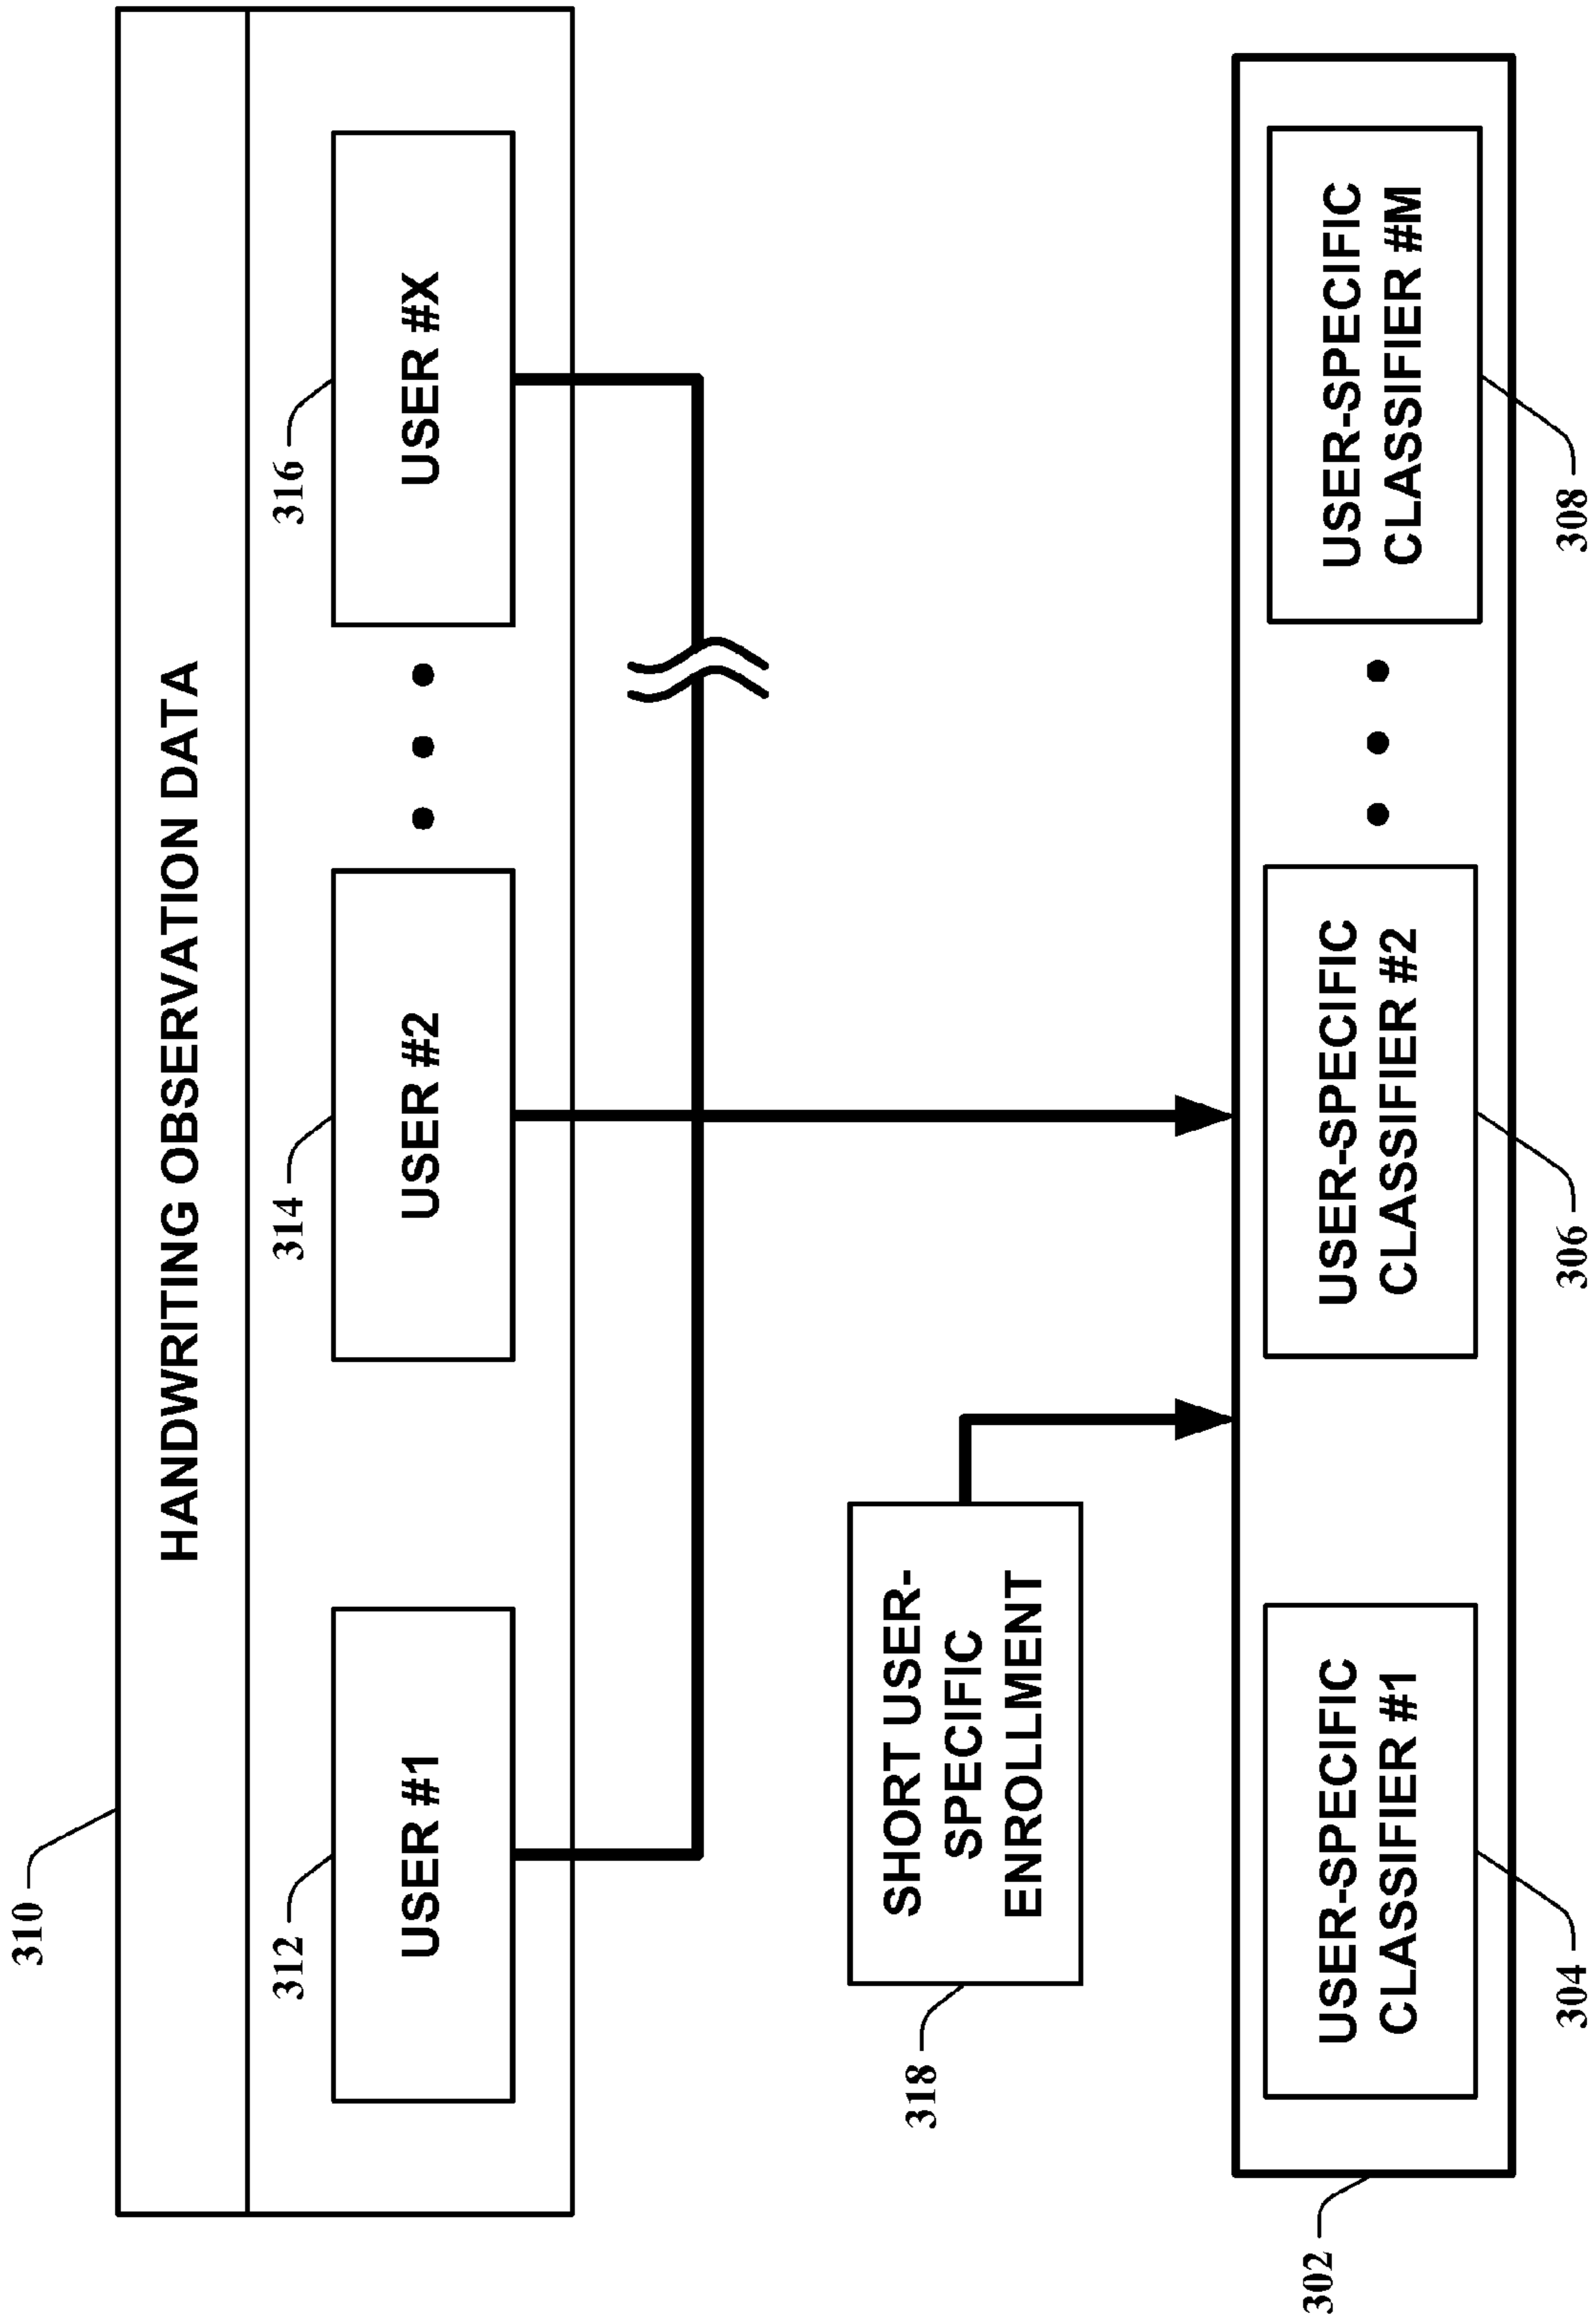 310
HANDWRITING OBSERVATION DATA
312
314
316
USER #1
USER #2
USER #X
318
SHORT USER-
SPECIFIC
ENROLLMENT
302
USER-SPECIFIC
CLASSIFIER #1
USER-SPECIFIC
CLASSIFIER #2
USER-SPECIFIC
CLASSIFIER #M
304
306
308